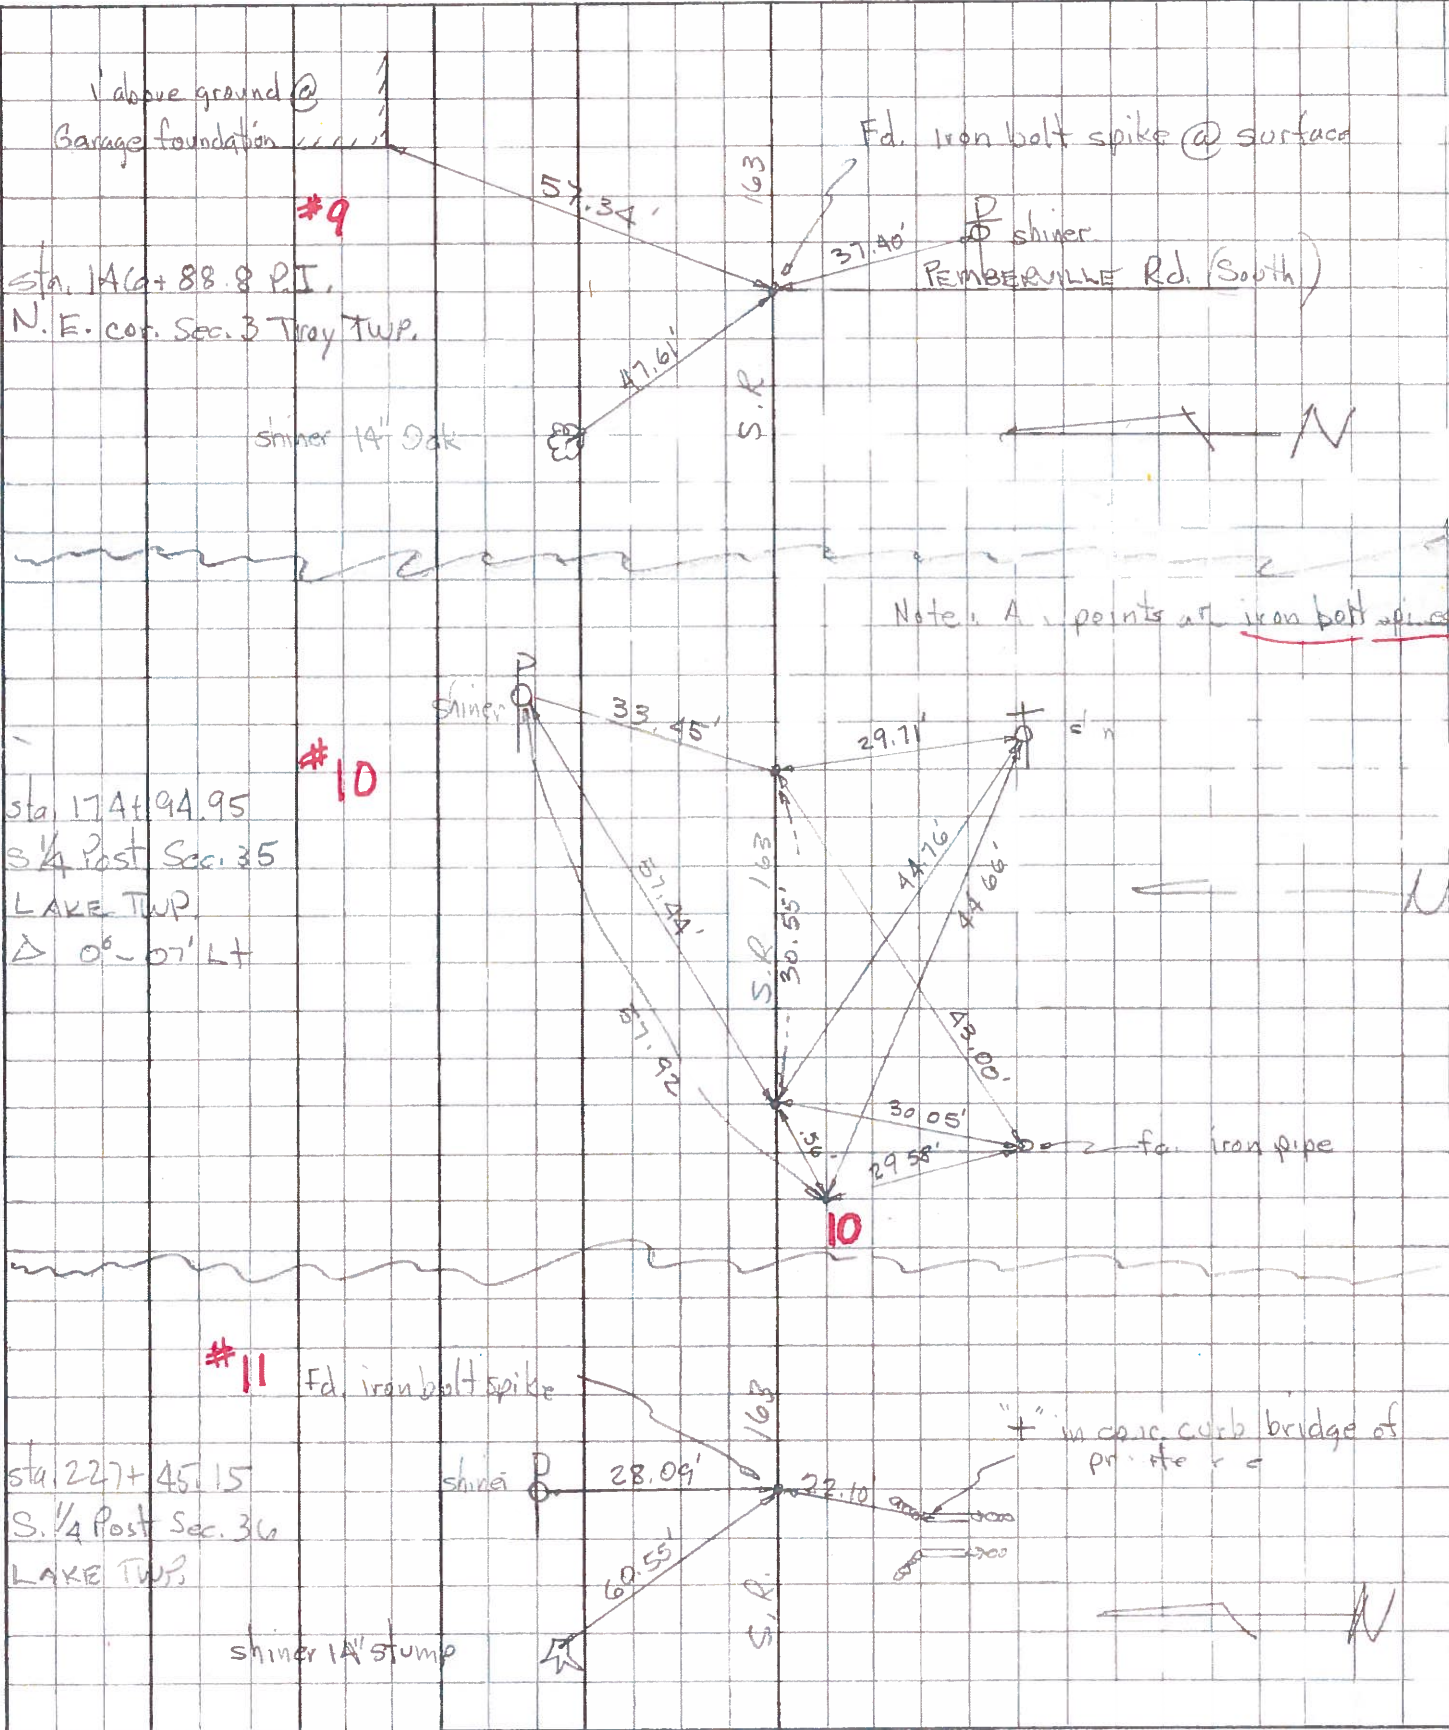 1' above ground @
Garage foundation
57.34'
163
Fd. Iron bolt spike @ surface
#9
P
37.40'
shiner
PEMBERVILLE Rd. (South)
sta. 146+88.8 P.I.
N.E. cor. Sec. 3 Troy TWP.
47.61'
S.R.
shiner 14" Oak
N
Note: points iron bolt
P
shiner
33.45'
29.71'
#10
sta. 174+94.95
S 1/4 Post Sec. 35
LAKE TWP.
Δ 0°-07' Lt
57.44'
S.R. 163
30.55'
44.76'
44.66'
N
57.92
43.00'
30.05'
.56'
29.58'
fd. iron pipe
10
#11
Fd. iron bolt spike
163
"+" in conc. curb bridge of
sta. 227+45.15
S. 1/4 Post Sec. 36
LAKE TWP.
P
shiner
28.09'
22.10'
60.55'
S.R.
shiner 14" stump
N